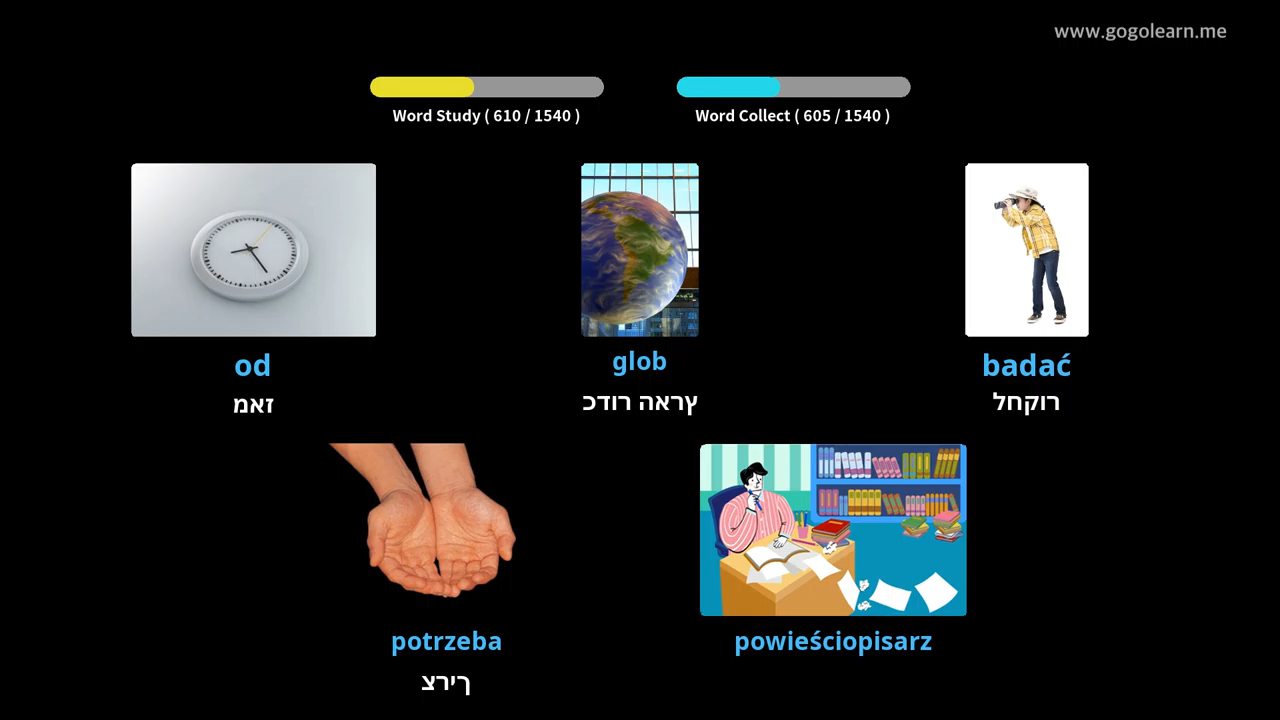 www.gogolearn.me
Word Study ( 610 / 1540 )
Word Collect ( 605 / 1540 )
od
glob
badać
זאמ
ץראה רודכ
רוקחל
potrzeba
powieściopisarz
ךירצ